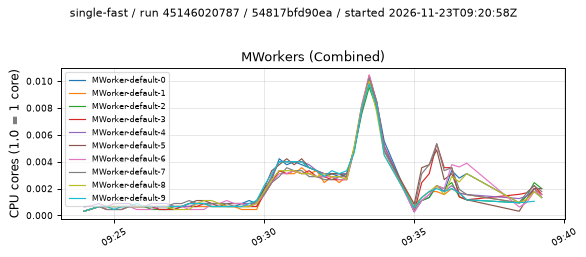 single-fast / run 45146020787 / 54817bfd90ea / started 2026-11-23T09:20:58Z
MWorkers (Combined)
CPU cores (1.0 = 1 core)
0.010
0.008
0.006
0.004
0.002
0.000
MWorker-default-0
MWorker-default-1
MWorker-default-2
MWorker-default-3
MWorker-default-4
MWorker-default-5
MWorker-default-6
MWorker-default-7
MWorker-default-8
MWorker-default-9
09:25
09:30
09:35
09:40